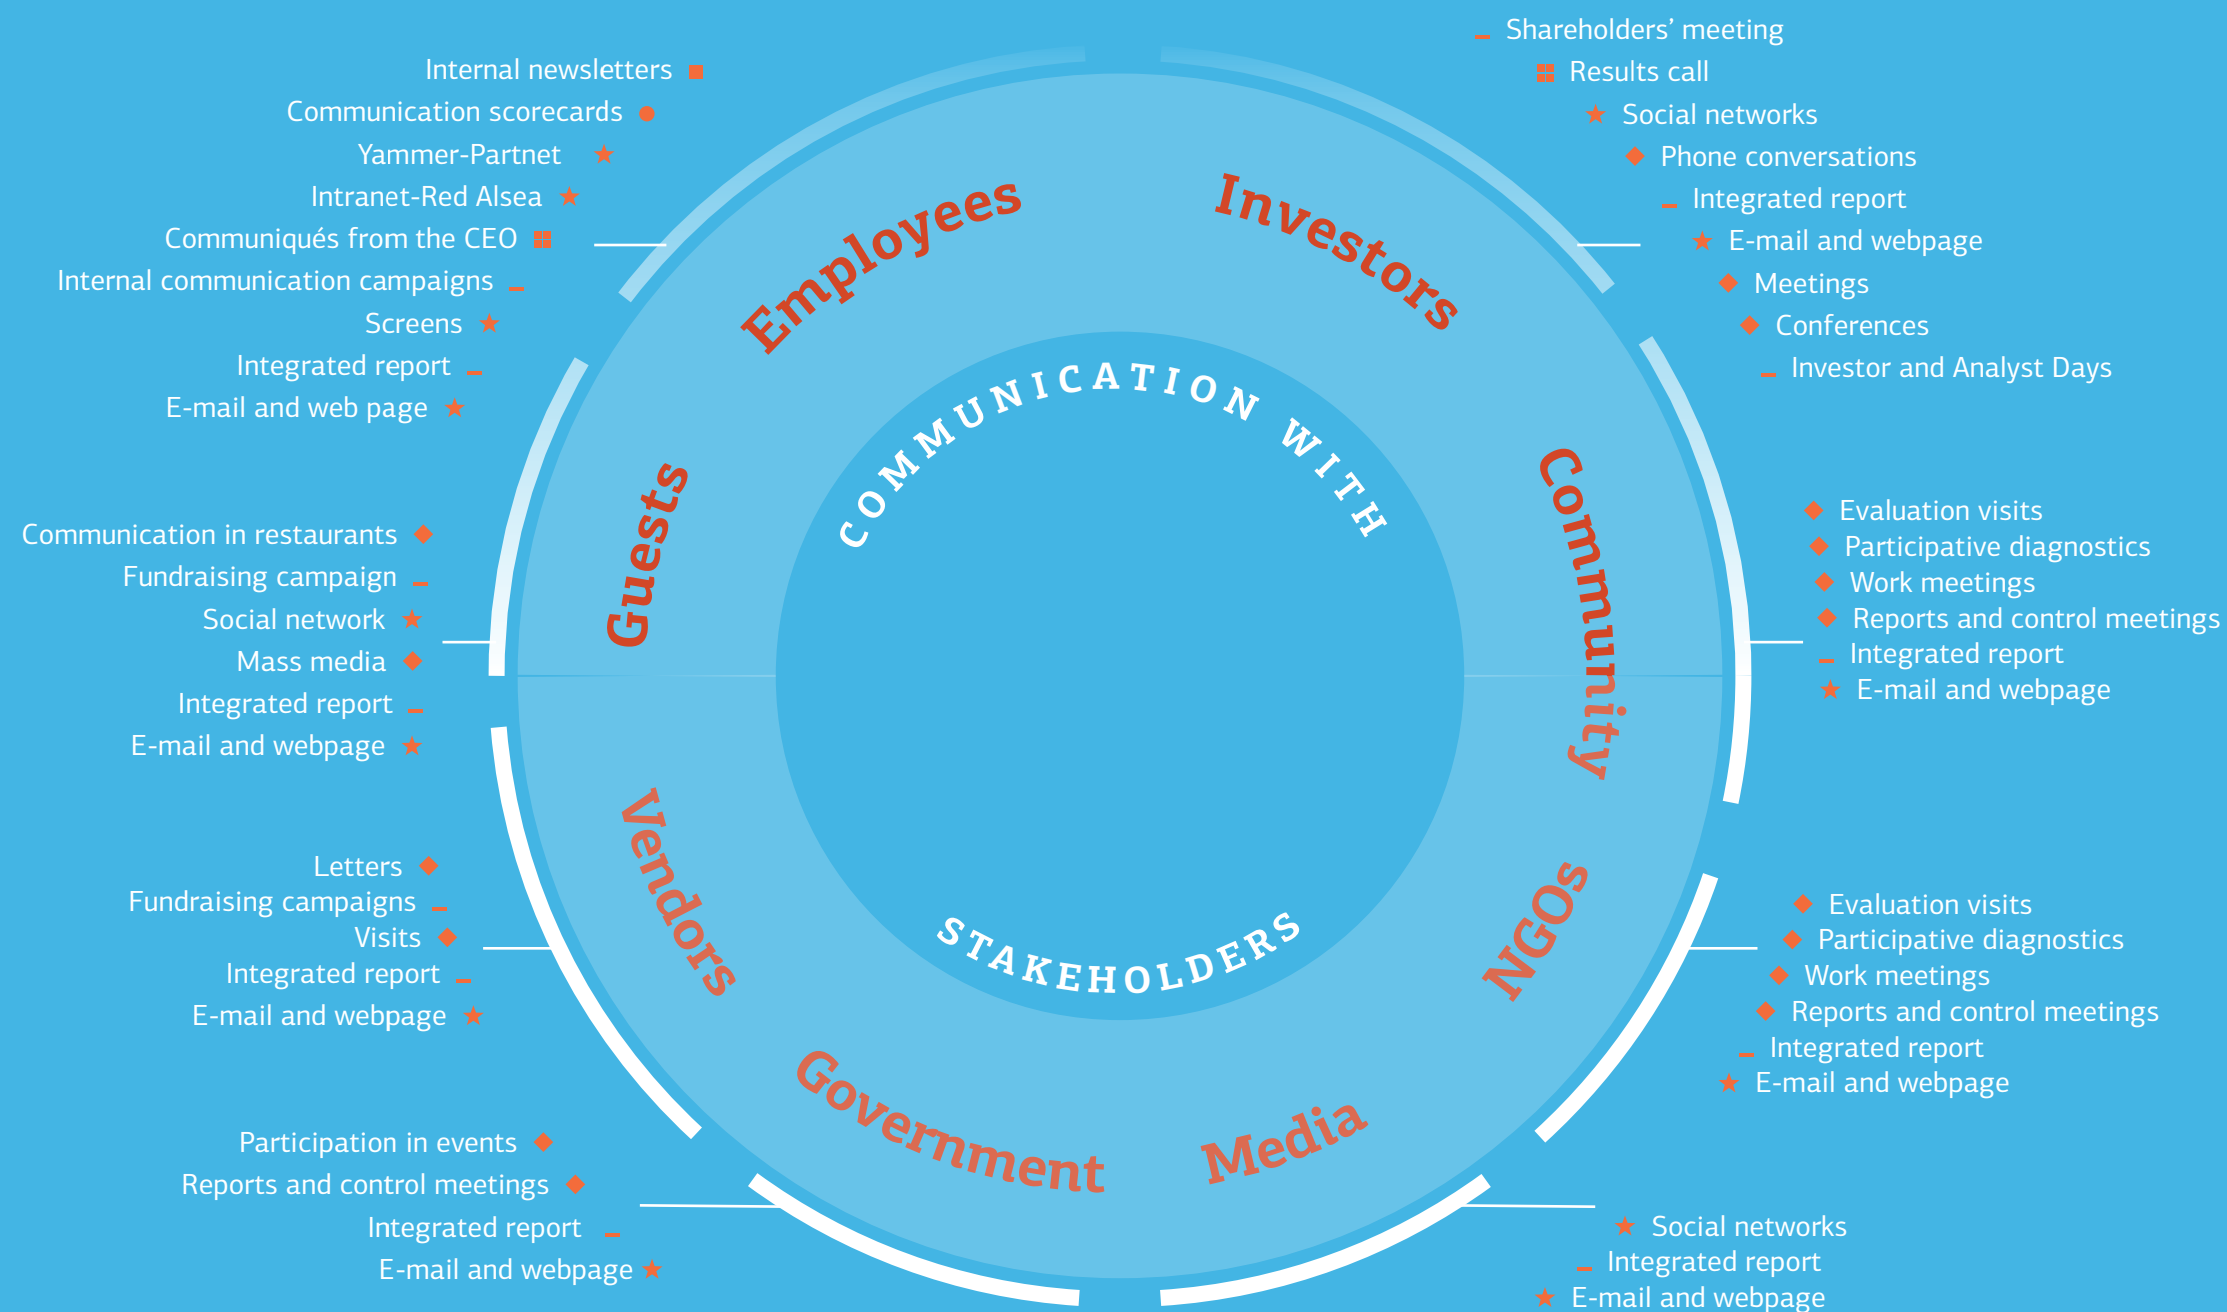 Internal newsletters
Communication scorecards
Yammer-Partnet
Intranet-Red Alsea
Communiqués from the CEO
Internal communication campaigns
Screens
Integrated report
E-mail and web page
Shareholders’ meeting
Results call
Social networks
Phone conversations
Integrated report
E-mail and webpage
Meetings
Conferences
Investor and Analyst Days
Employees
Investors
Guests
Community
Vendors
NGOs
Government
Media
COMMUNICATION WITH
STAKEHOLDERS
Communication in restaurants
Fundraising campaign
Social network
Mass media
Integrated report
E-mail and webpage
Evaluation visits
Participative diagnostics
Work meetings
Reports and control meetings
Integrated report
E-mail and webpage
Letters
Fundraising campaigns
Visits
Integrated report
E-mail and webpage
Evaluation visits
Participative diagnostics
Work meetings
Reports and control meetings
Integrated report
E-mail and webpage
Participation in events
Reports and control meetings
Integrated report
E-mail and webpage
Social networks
Integrated report
E-mail and webpage